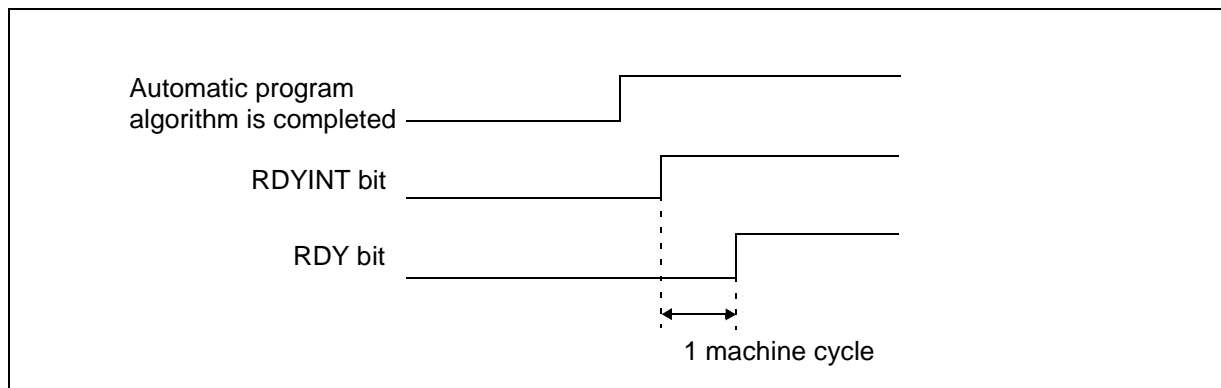 Automatic program
algorithm is completed
RDYINT bit
RDY bit
1 machine cycle